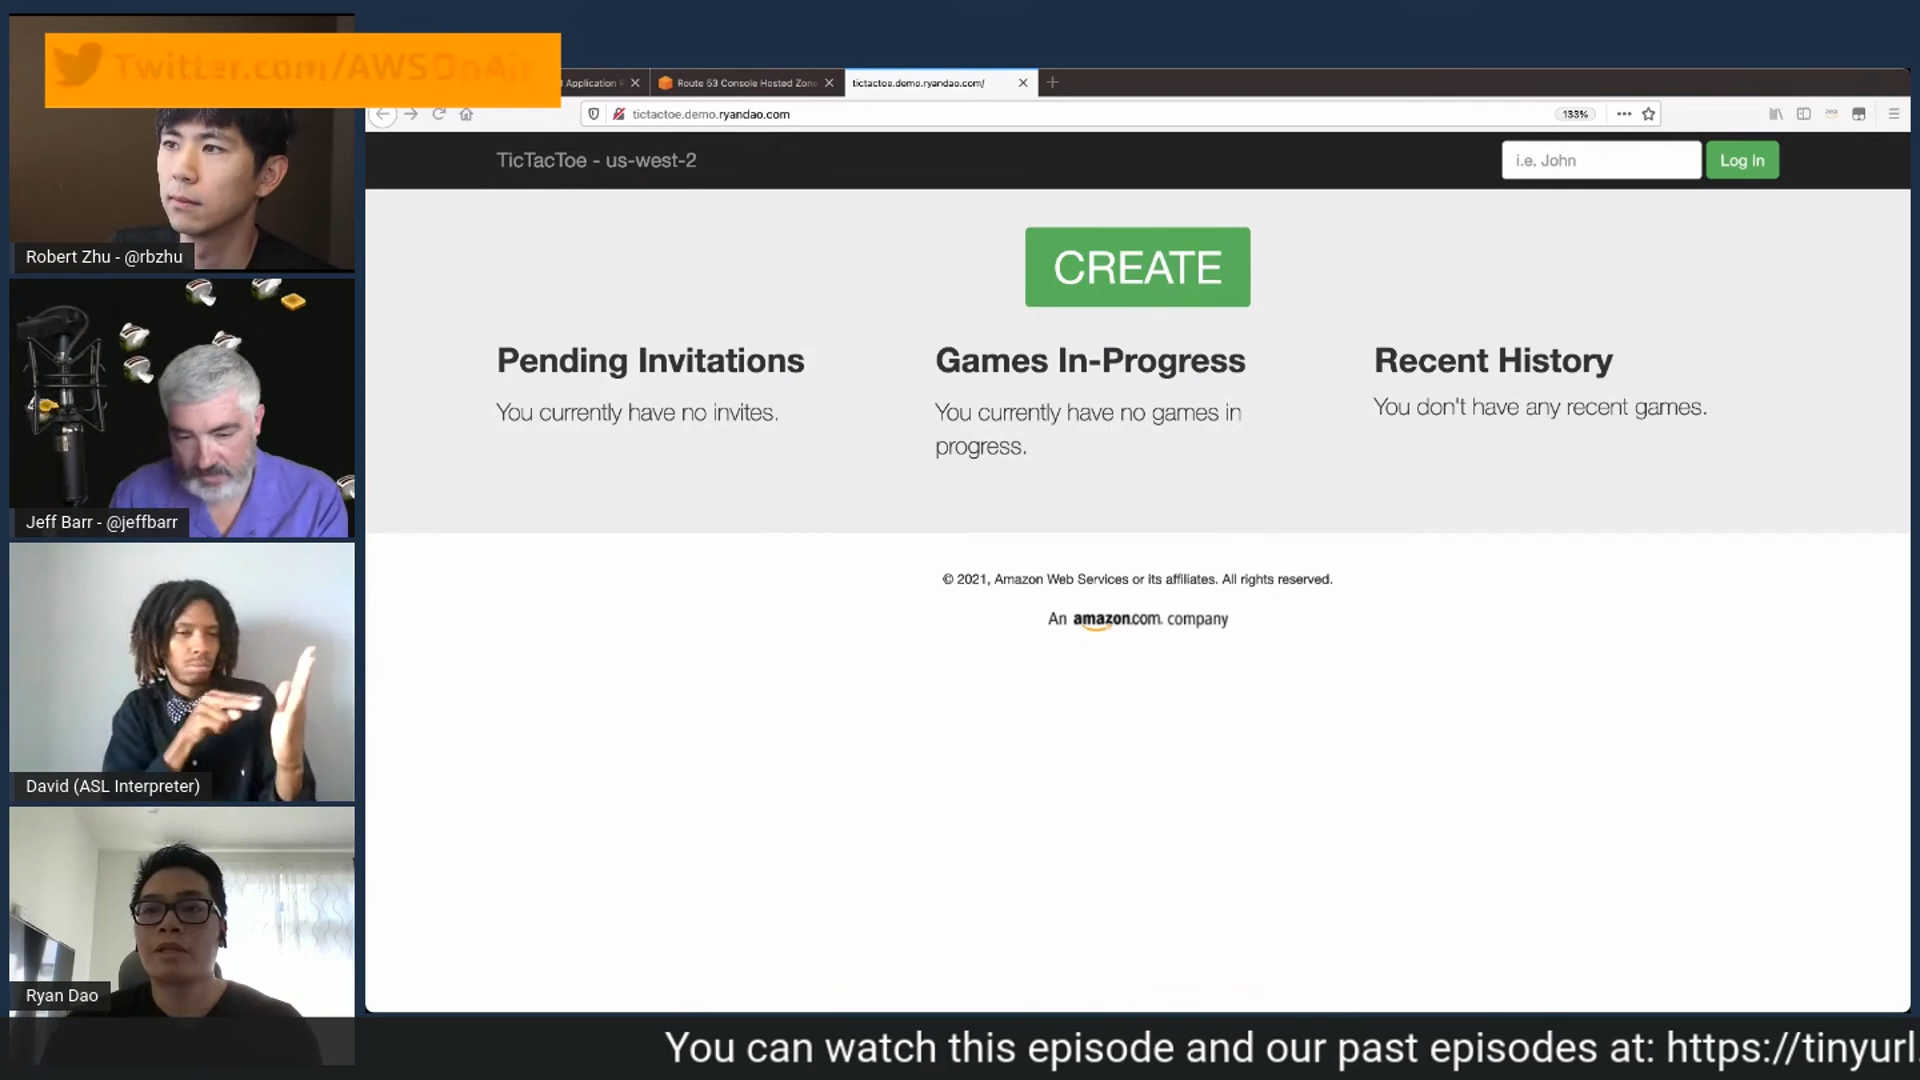 Twitter.com/AWSOnAir
Application
Route 53 Console Hosted Zone
tictactoe.demo.ryandao.com/
tictactoe.demo.ryandao.com
133%
TicTacToe - us-west-2
i.e. John
Log In
CREATE
Pending Invitations
Games In-Progress
Recent History
You currently have no invites.
You currently have no games in
progress.
You don't have any recent games.
© 2021, Amazon Web Services or its affiliates. All rights reserved.
An amazon.com. company
Robert Zhu - @rbzhu
Jeff Barr - @jeffbarr
David (ASL Interpreter)
Ryan Dao
You can watch this episode and our past episodes at: https://tinyurl.